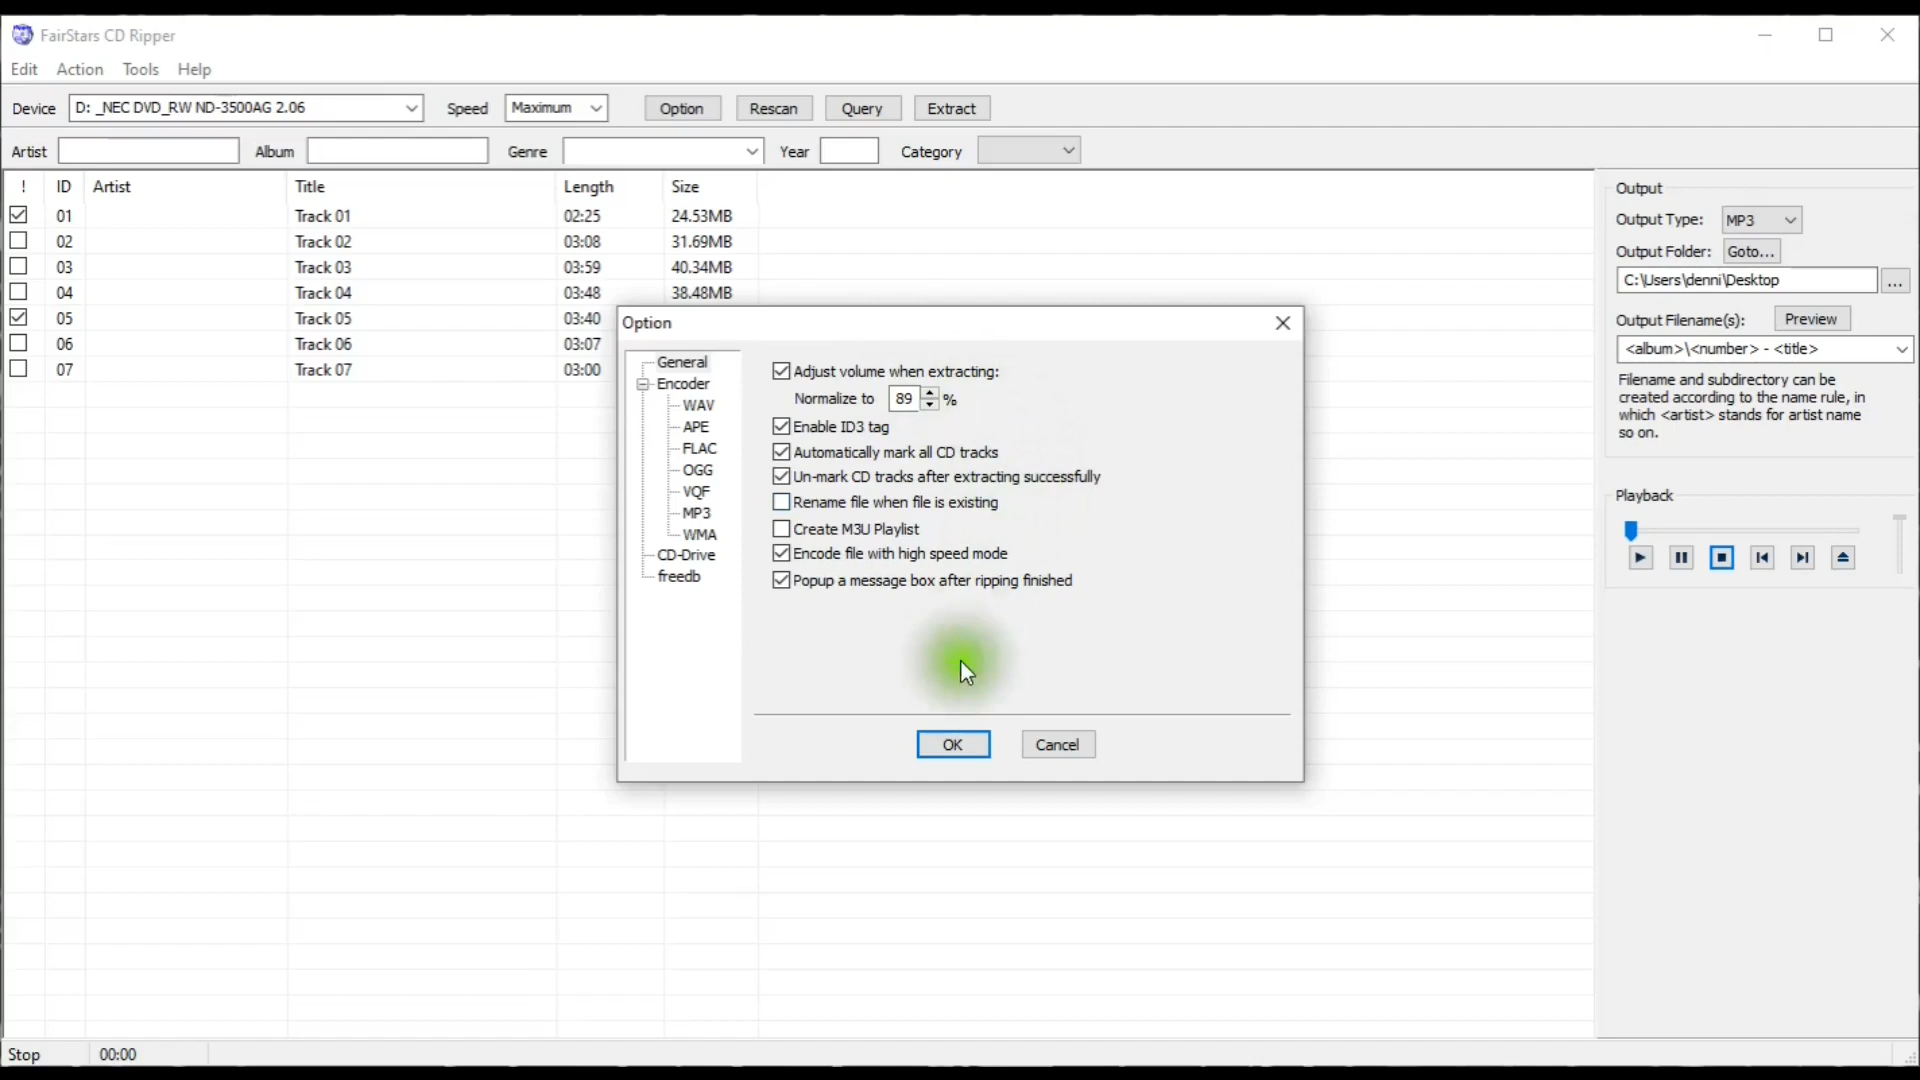 FairStars CD Ripper
Edit Action Tools Help
Device D: _NEC DVD_RW ND-3500AG 2.06 Speed Maximum Option Rescan Query Extract
Artist Album Genre Year Category
! ID Artist Title Length Size
01 Track 01 02:25 24.53MB
02 Track 02 03:08 31.69MB
03 Track 03 03:59 40.34MB
04 Track 04 03:48 38.48MB
05 Track 05 03:40
06 Track 06 03:07
07 Track 07 03:00
Option
General
Encoder
WAV
APE
FLAC
OGG
VQF
MP3
WMA
CD-Drive
freedb
Adjust volume when extracting:
Normalize to 89 %
Enable ID3 tag
Automatically mark all CD tracks
Un-mark CD tracks after extracting successfully
Rename file when file is existing
Create M3U Playlist
Encode file with high speed mode
Popup a message box after ripping finished
OK Cancel
Output
Output Type: MP3
Output Folder: Goto...
C:\Users\denni\Desktop ...
Output Filename(s): Preview
<album>\<number> - <title>
Filename and subdirectory can be
created according to the name rule, in
which <artist> stands for artist name
so on.
Playback
Stop 00:00